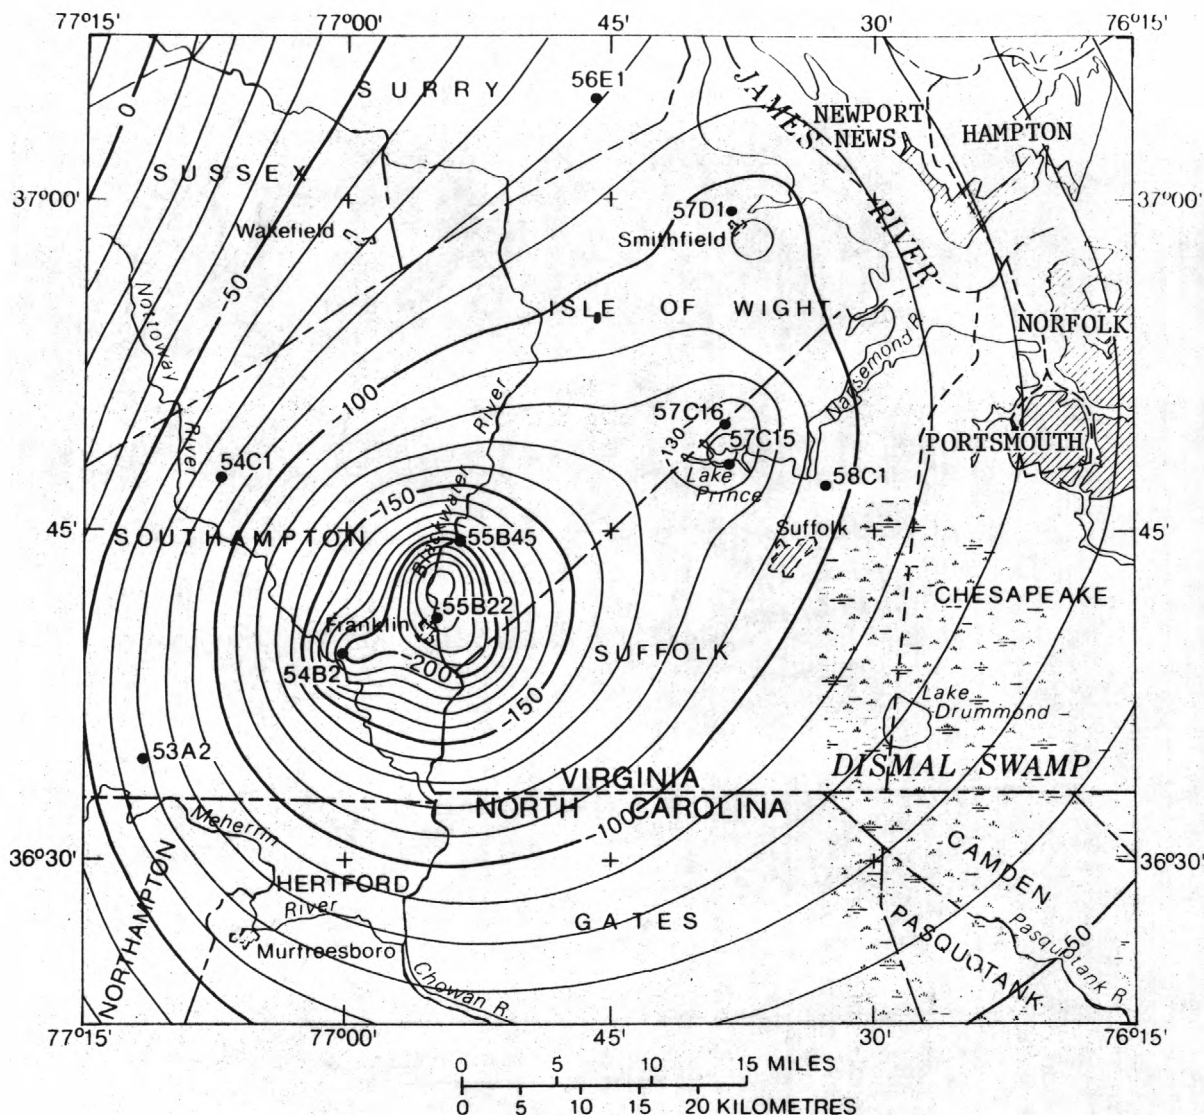 77°15' 77°00' 45' 30' 76°15'
SURRY
56E1
JAMES RIVER
NEWPORT
NEWS
HAMPTON
0
SUSSEX
37°00'
37°00'
57D1
Wakefield
Smithfield
-50
Nottoway River
ISLE OF WIGHT
NORFOLK
Nansemond R.
-100
River
57C16
-130
57C15
PORTSMOUTH
54C1
Lake
Prince
58C1
-150
45'
45'
SOUTHAMPTON
55B45
Blackwater
Suffolk
CHESAPEAKE
55B22
Franklin
SUFFOLK
54B2
-200
Lake
Drummond
-150
53A2
DISMAL SWAMP
VIRGINIA
NORTH CAROLINA
Meherrin River
-100
36°30'
36°30'
CAMDEN
HERTFORD
NORTHAMPTON
GATES
PASQUOTANK
Pasquotank R.
-50
Murfreesboro
Chowan R.
77°15' 77°00' 45' 30' 76°15'
0 5 10 15 MILES
0 5 10 15 20 KILOMETRES